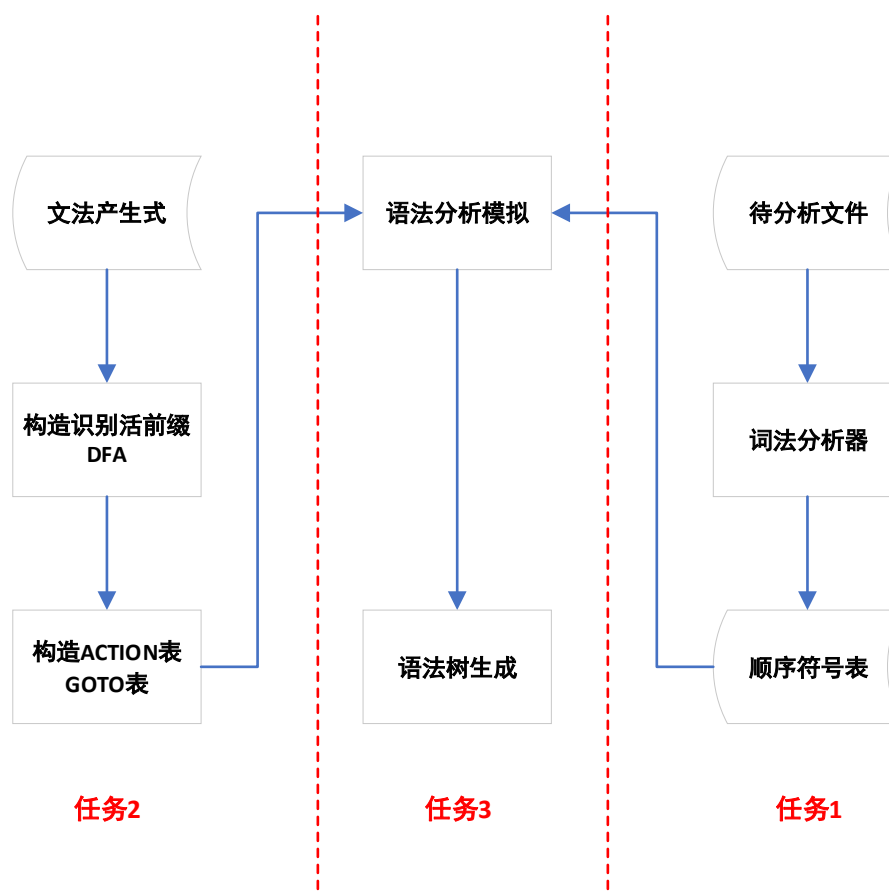 文法产生式
语法分析模拟
待分析文件
构造识别活前缀
DFA
词法分析器
构造ACTION表
GOTO表
语法树生成
顺序符号表
任务2
任务3
任务1